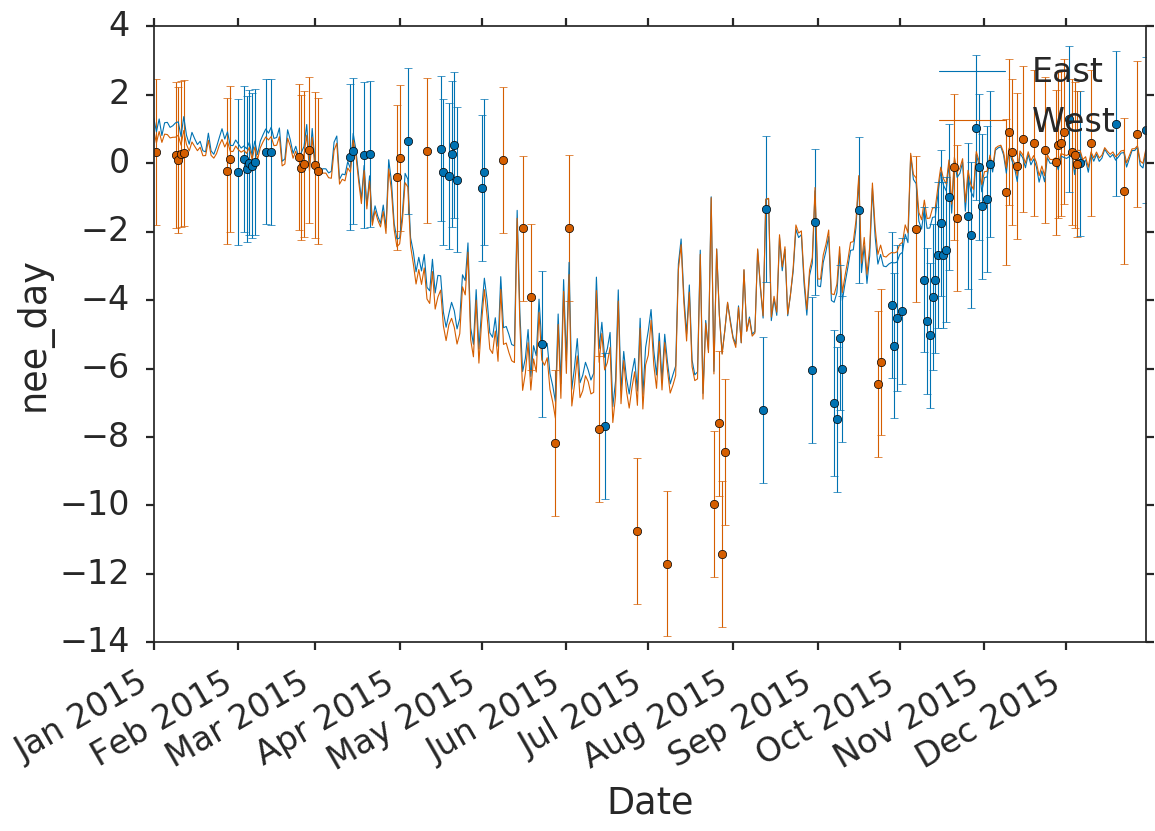 4
2
0
−2
−4
−6
−8
−10
−12
−14
nee_day
East
West
Jan 2015
Feb 2015
Mar 2015
Apr 2015
May 2015
Jun 2015
Jul 2015
Aug 2015
Sep 2015
Oct 2015
Nov 2015
Dec 2015
Date